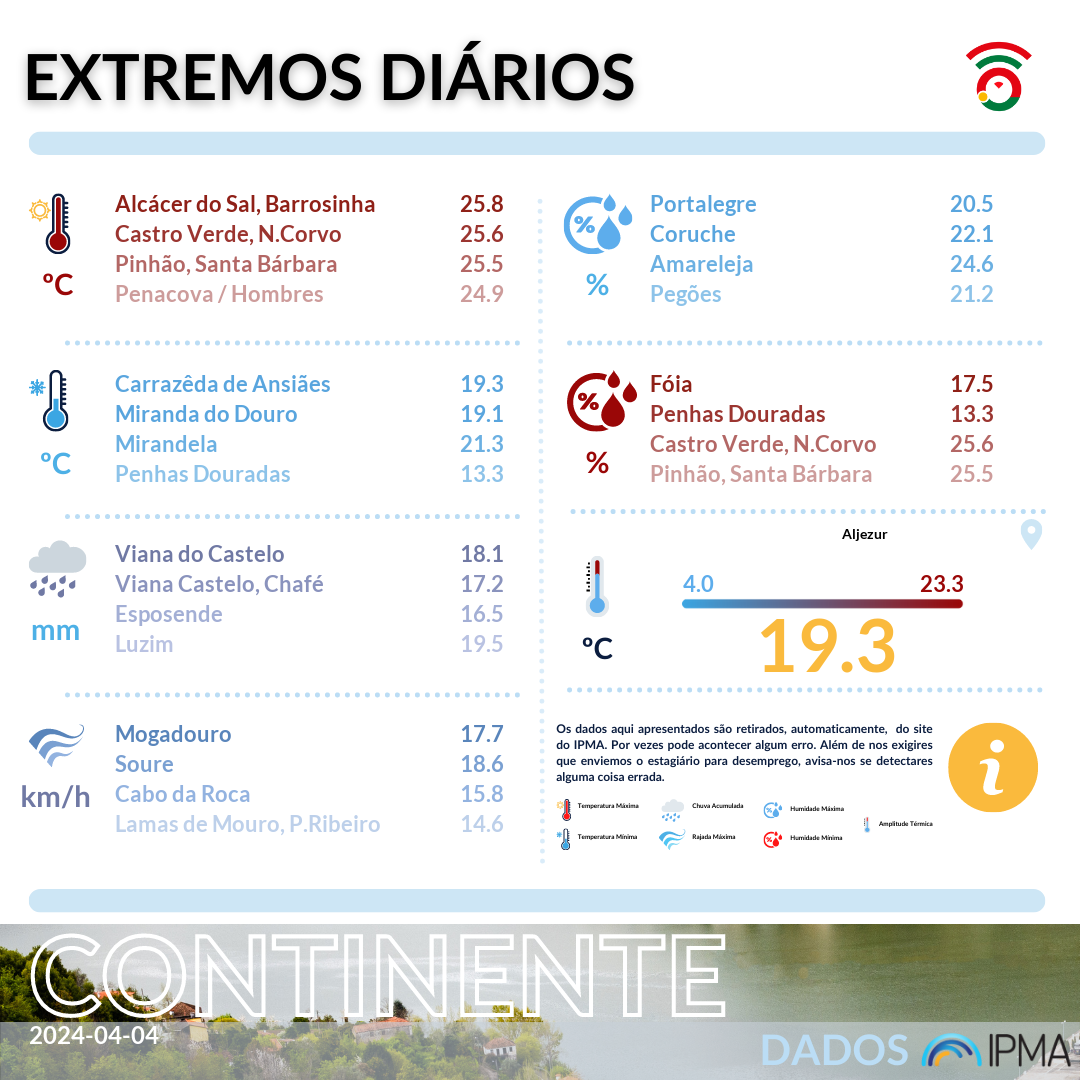 EXTREMOS DIÁRIOS
Alcácer do Sal, Barrosinha 25.8
Castro Verde, N.Corvo 25.6
Pinhão, Santa Bárbara 25.5
Penacova / Hombres 24.9
ºC
Carrazêda de Ansiães 19.3
Miranda do Douro 19.1
Mirandela 21.3
Penhas Douradas 13.3
ºC
Viana do Castelo 18.1
Viana Castelo, Chafé 17.2
Esposende 16.5
Luzim 19.5
mm
Mogadouro 17.7
Soure 18.6
Cabo da Roca 15.8
Lamas de Mouro, P.Ribeiro 14.6
km/h
%
Portalegre 20.5
Coruche 22.1
Amareleja 24.6
Pegões 21.2
%
%
Fóia 17.5
Penhas Douradas 13.3
Castro Verde, N.Corvo 25.6
Pinhão, Santa Bárbara 25.5
%
Aljezur
4.0 23.3
19.3
ºC
Os dados aqui apresentados são retirados, automaticamente, do site
do IPMA. Por vezes pode acontecer algum erro. Além de nos exigires
que enviemos o estagiário para desemprego, avisa-nos se detectares
alguma coisa errada.
i
Temperatura Máxima Chuva Acumulada Humidade Máxima
Amplitude Térmica
Temperatura Mínima Rajada Máxima Humidade Mínima
CONTINENTE
2024-04-04
DADOS IPMA